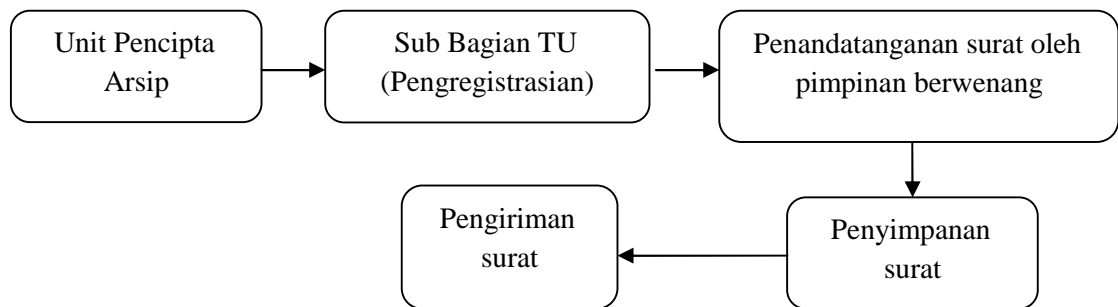 Unit Pencipta
Arsip
Sub Bagian TU
(Pengregistrasian)
Penandatanganan surat oleh
pimpinan berwenang
Penyimpanan
surat
Pengiriman
surat